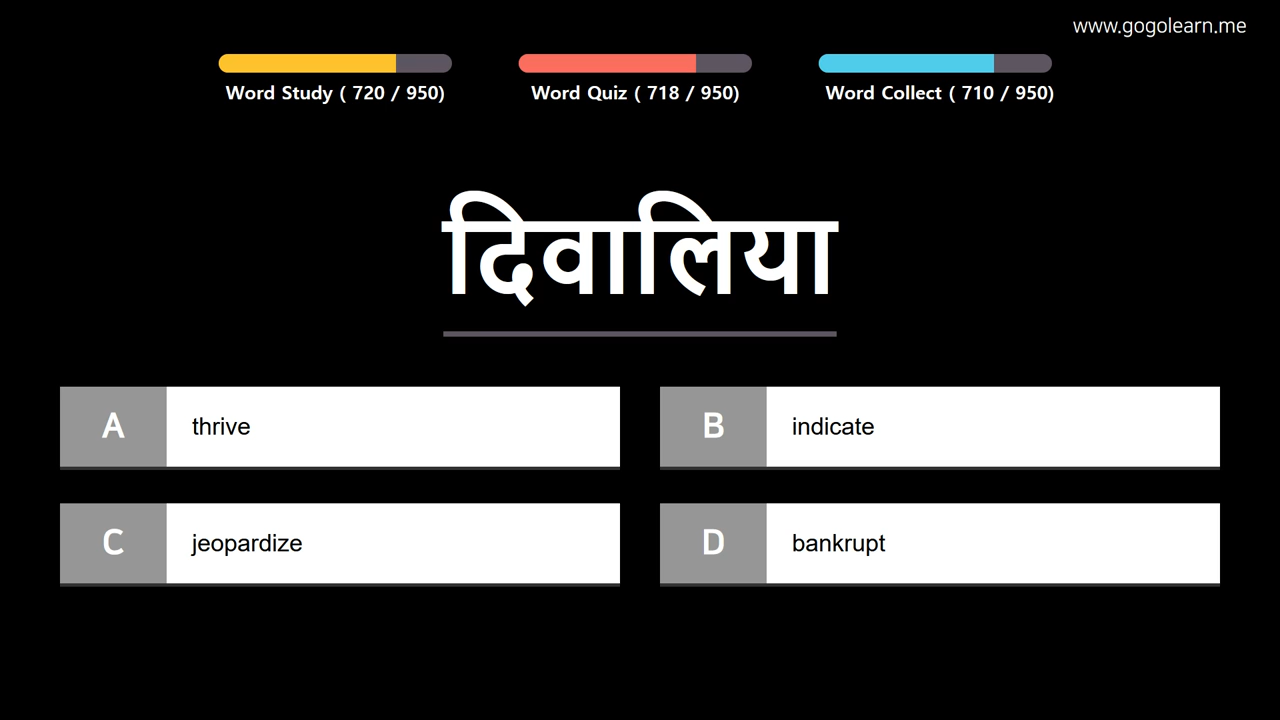 www.gogolearn.me
Word Study ( 720 / 950)
Word Quiz ( 718 / 950)
Word Collect ( 710 / 950)
दिवालिया
A thrive
B indicate
C jeopardize
D bankrupt